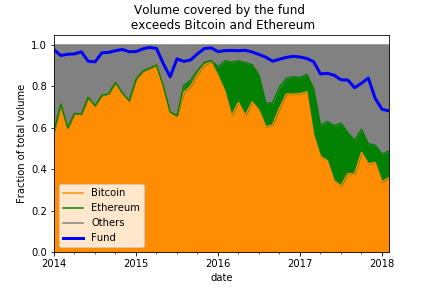 Volume covered by the fund
exceeds Bitcoin and Ethereum
Fraction of total volume
1.0
0.8
0.6
0.4
0.2
0.0
Bitcoin
Ethereum
Others
Fund
2014
2015
2016
2017
2018
date